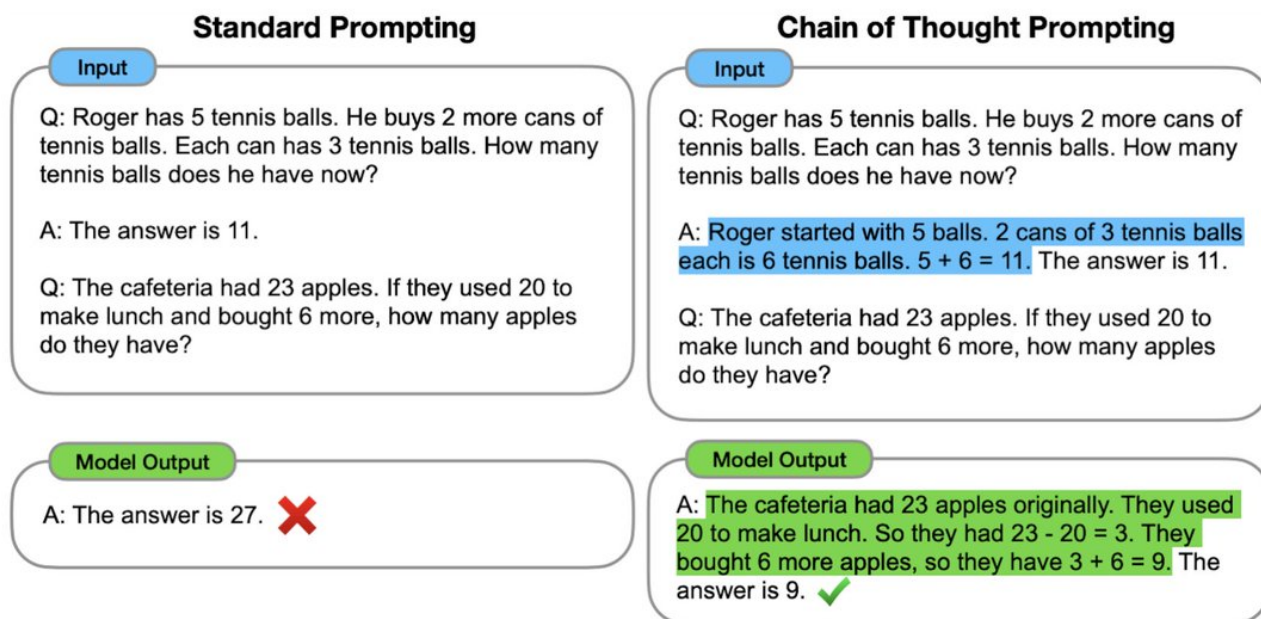 Standard Prompting
Input
Q: Roger has 5 tennis balls. He buys 2 more cans of
tennis balls. Each can has 3 tennis balls. How many
tennis balls does he have now?
A: The answer is 11.
Q: The cafeteria had 23 apples. If they used 20 to
make lunch and bought 6 more, how many apples
do they have?
Model Output
A: The answer is 27.
Chain of Thought Prompting
Input
Q: Roger has 5 tennis balls. He buys 2 more cans of
tennis balls. Each can has 3 tennis balls. How many
tennis balls does he have now?
A: Roger started with 5 balls. 2 cans of 3 tennis balls
each is 6 tennis balls. 5 + 6 = 11. The answer is 11.
Q: The cafeteria had 23 apples. If they used 20 to
make lunch and bought 6 more, how many apples
do they have?
Model Output
A: The cafeteria had 23 apples originally. They used
20 to make lunch. So they had 23 - 20 = 3. They
bought 6 more apples, so they have 3 + 6 = 9. The
answer is 9.